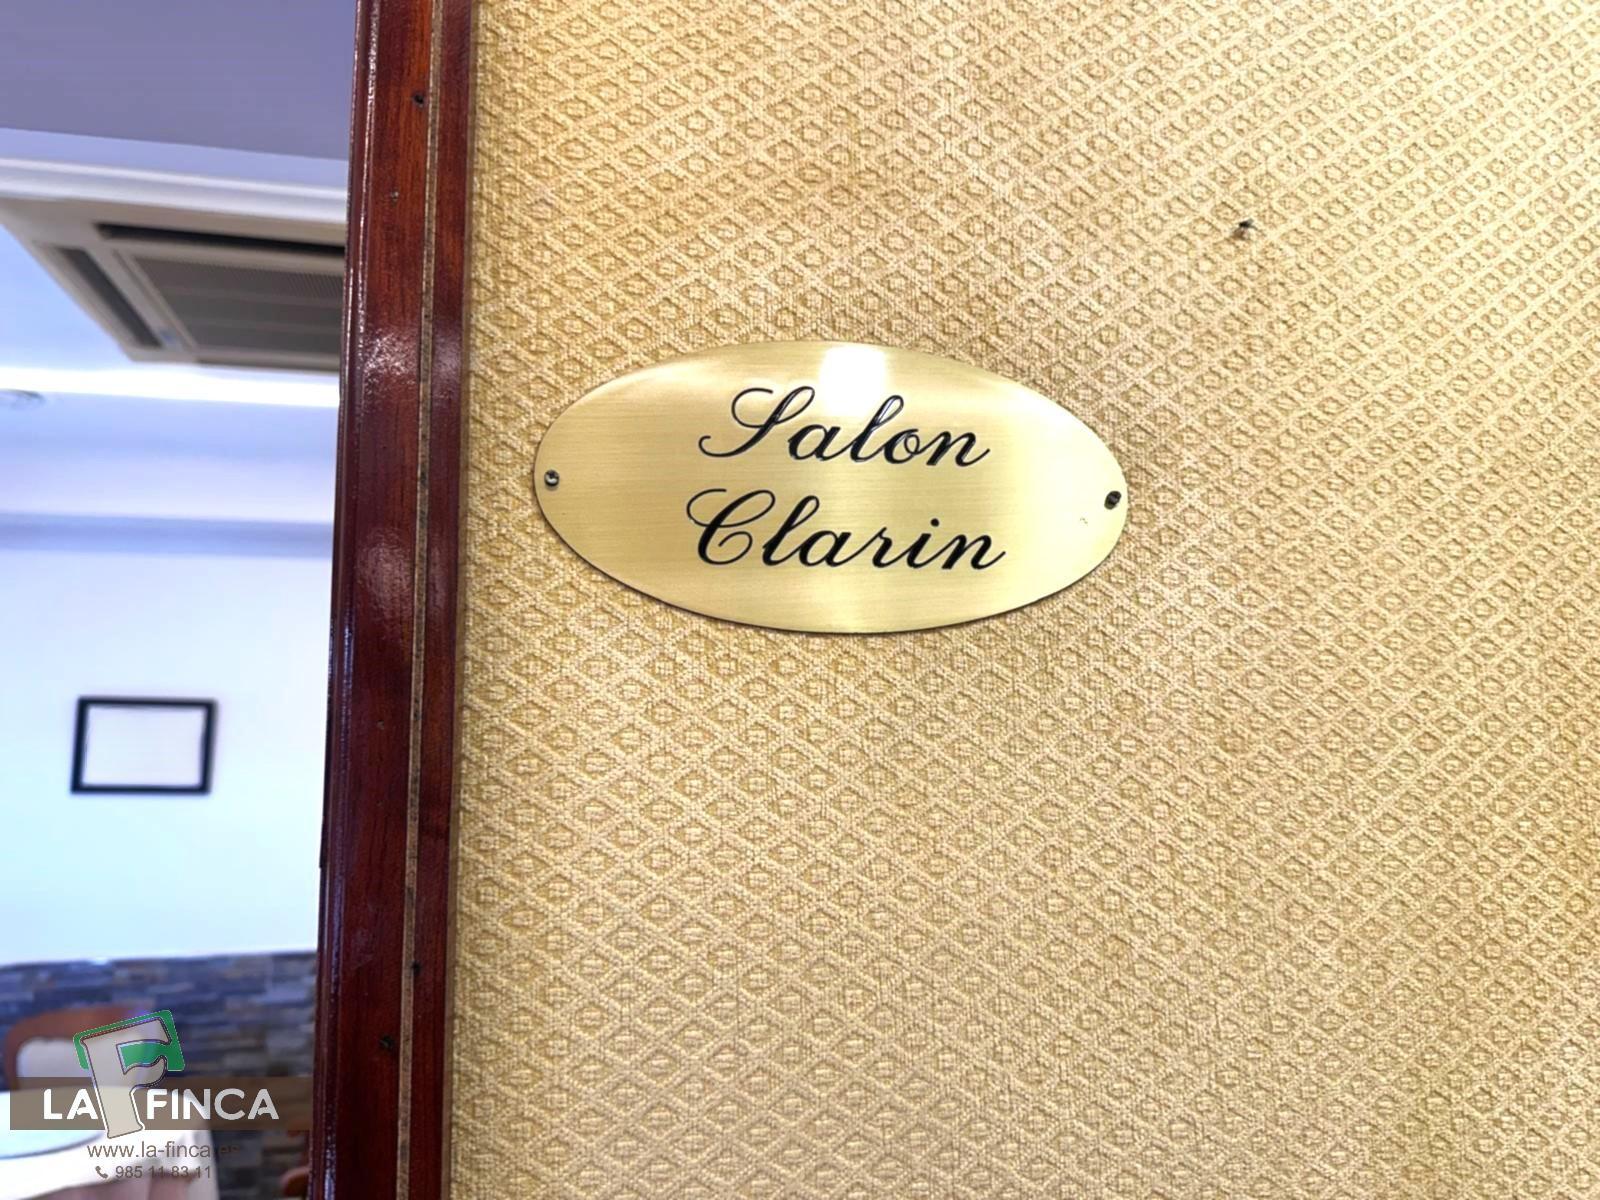 Salon
Clarin
LA FINCA
www.la-finca.es
985 11 83 11